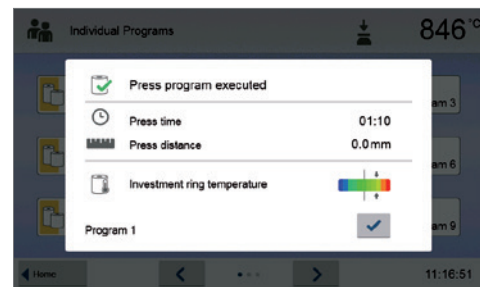 Individual Programs
846 °C
Press program executed
Press time 01:10
Press distance 0.0 mm
am 3
Investment ring temperature
am 6
Program 1
am 9
Home
11:16:51